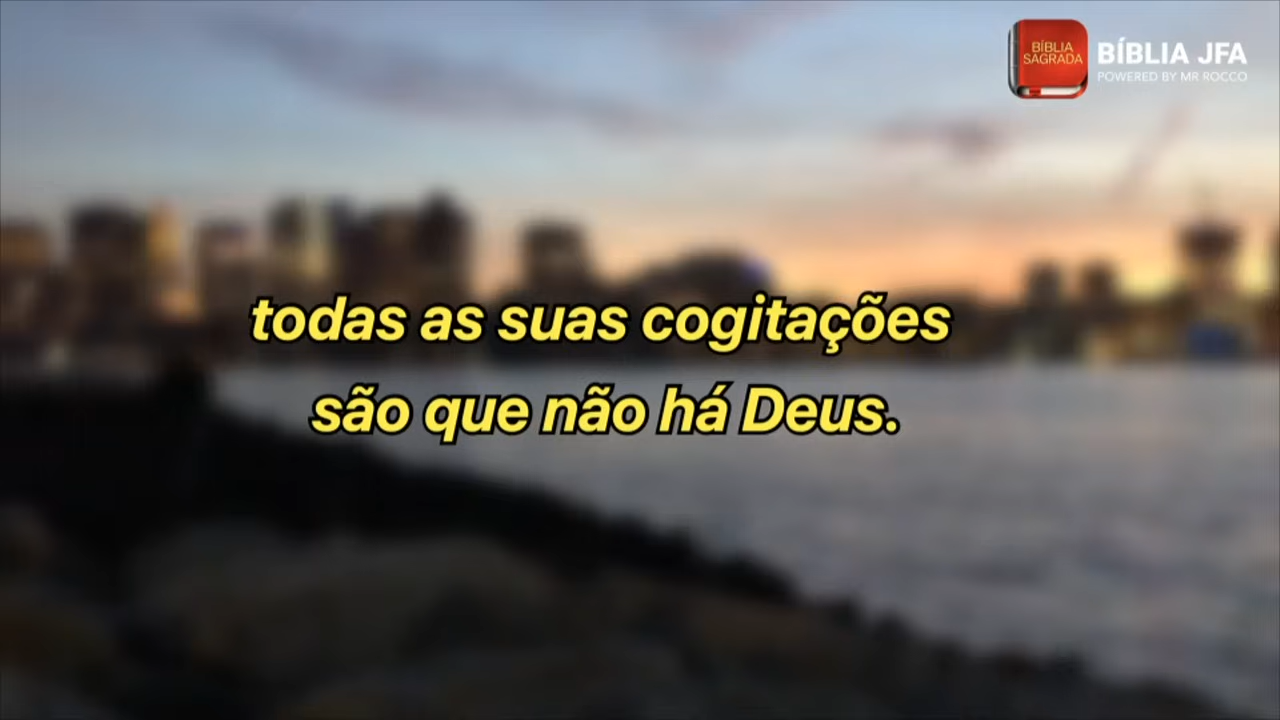 BÍBLIA
SAGRADA
BÍBLIA JFA
POWERED BY MR ROCCO
todas as suas cogitações
são que não há Deus.